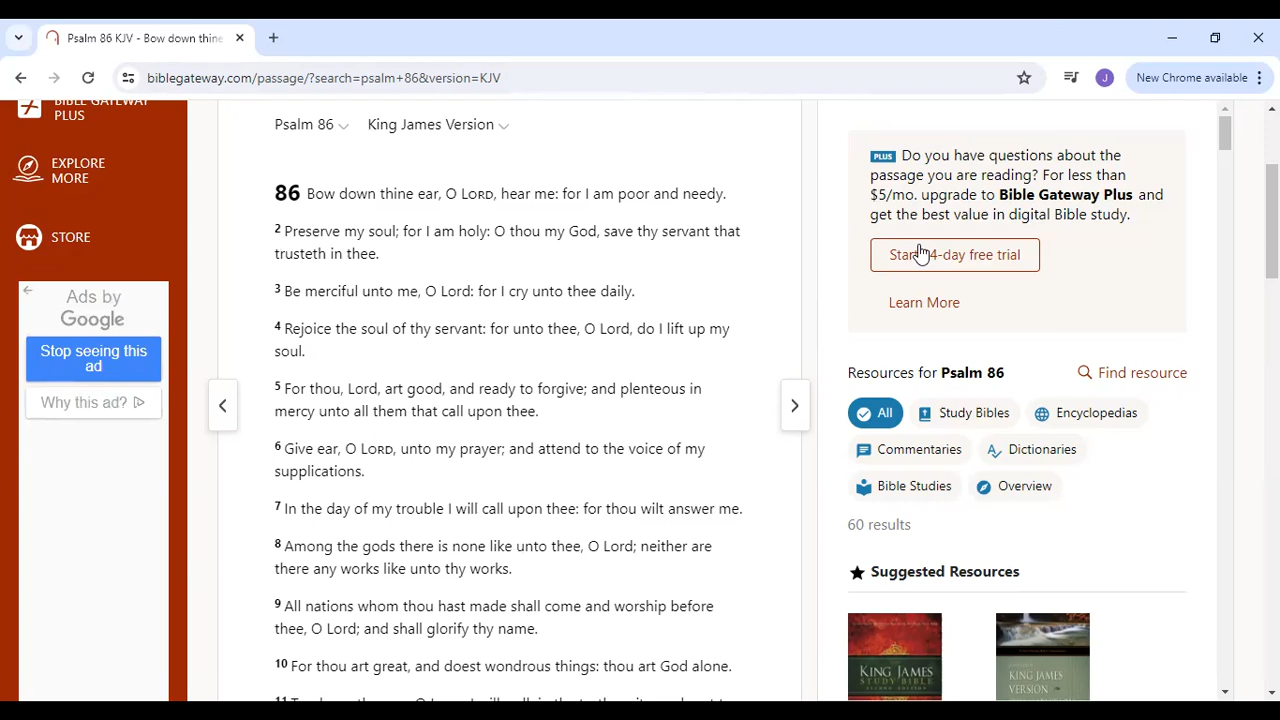 Psalm 86 KJV - Bow down thine
biblegateway.com/passage/?search=psalm+86&version=KJV
J
New Chrome available
BIBLE GATEWAY
PLUS
EXPLORE
MORE
STORE
Ads by
Google
Stop seeing this
ad
Why this ad?
Psalm 86
King James Version
86 Bow down thine ear, O LORD, hear me: for I am poor and needy.
2 Preserve my soul; for I am holy: O thou my God, save thy servant that
trusteth in thee.
3 Be merciful unto me, O Lord: for I cry unto thee daily.
4 Rejoice the soul of thy servant: for unto thee, O Lord, do I lift up my
soul.
5 For thou, Lord, art good, and ready to forgive; and plenteous in
mercy unto all them that call upon thee.
6 Give ear, O LORD, unto my prayer; and attend to the voice of my
supplications.
7 In the day of my trouble I will call upon thee: for thou wilt answer me.
8 Among the gods there is none like unto thee, O Lord; neither are
there any works like unto thy works.
9 All nations whom thou hast made shall come and worship before
thee, O Lord; and shall glorify thy name.
10 For thou art great, and doest wondrous things: thou art God alone.
PLUS Do you have questions about the
passage you are reading? For less than
$5/mo. upgrade to Bible Gateway Plus and
get the best value in digital Bible study.
4-day free trial
Learn More
Resources for Psalm 86
Find resource
All
Study Bibles
Encyclopedias
Commentaries
Dictionaries
Bible Studies
Overview
60 results
Suggested Resources
KING JAMES
STUDY BIBLE
SECOND EDITION
KING JAMES
VERSION